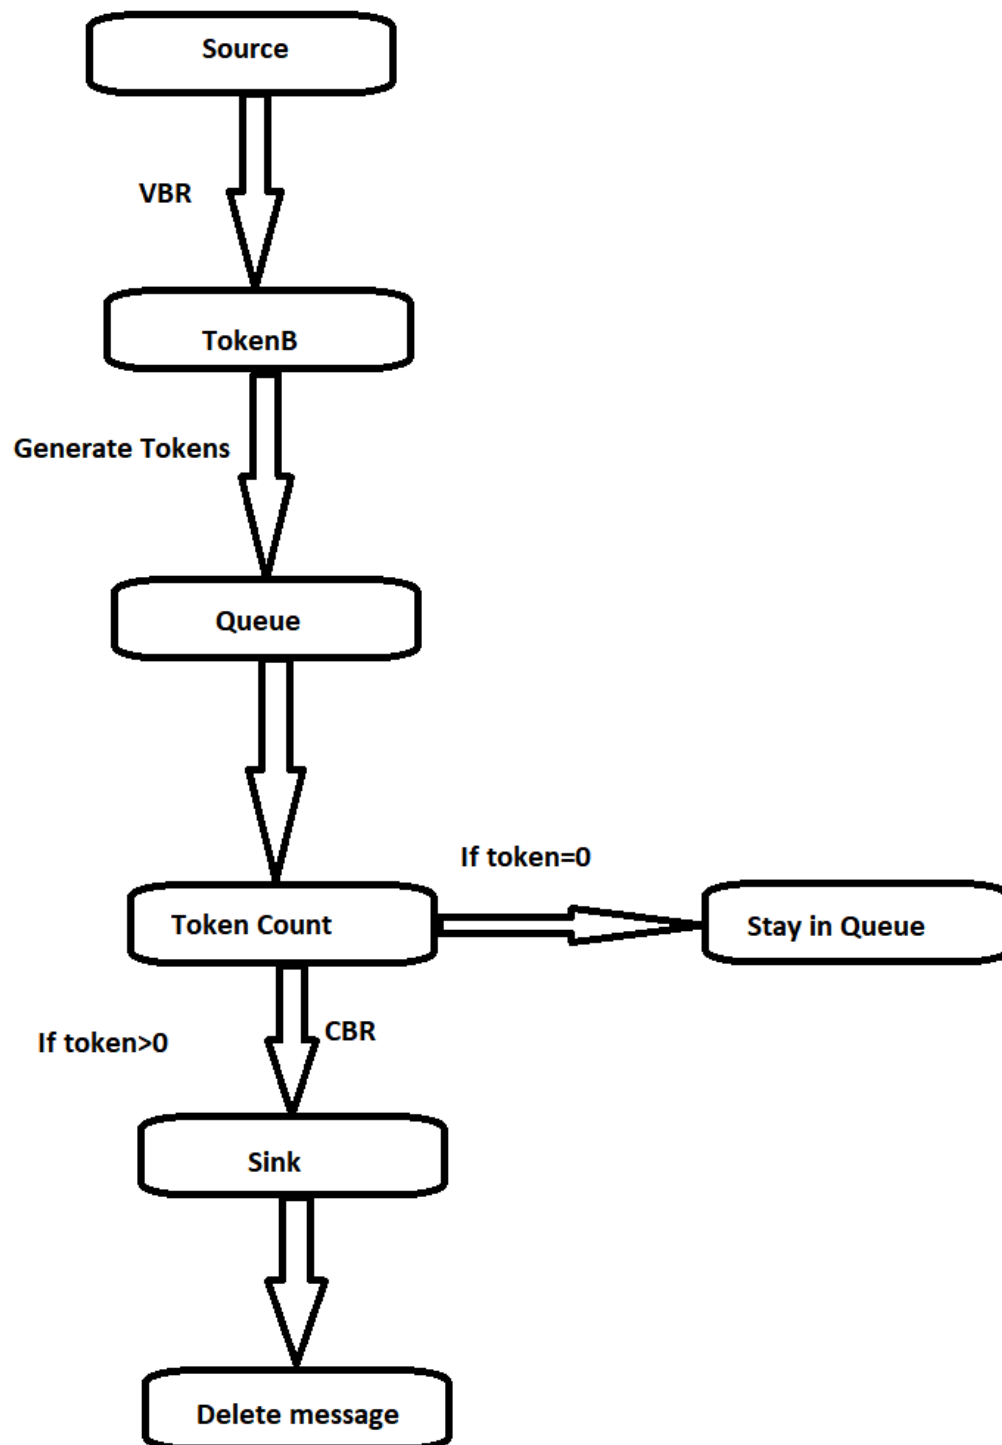 Source
VBR
TokenB
Generate Tokens
Queue
If token=0
Token Count
Stay in Queue
If token>0
CBR
Sink
Delete message